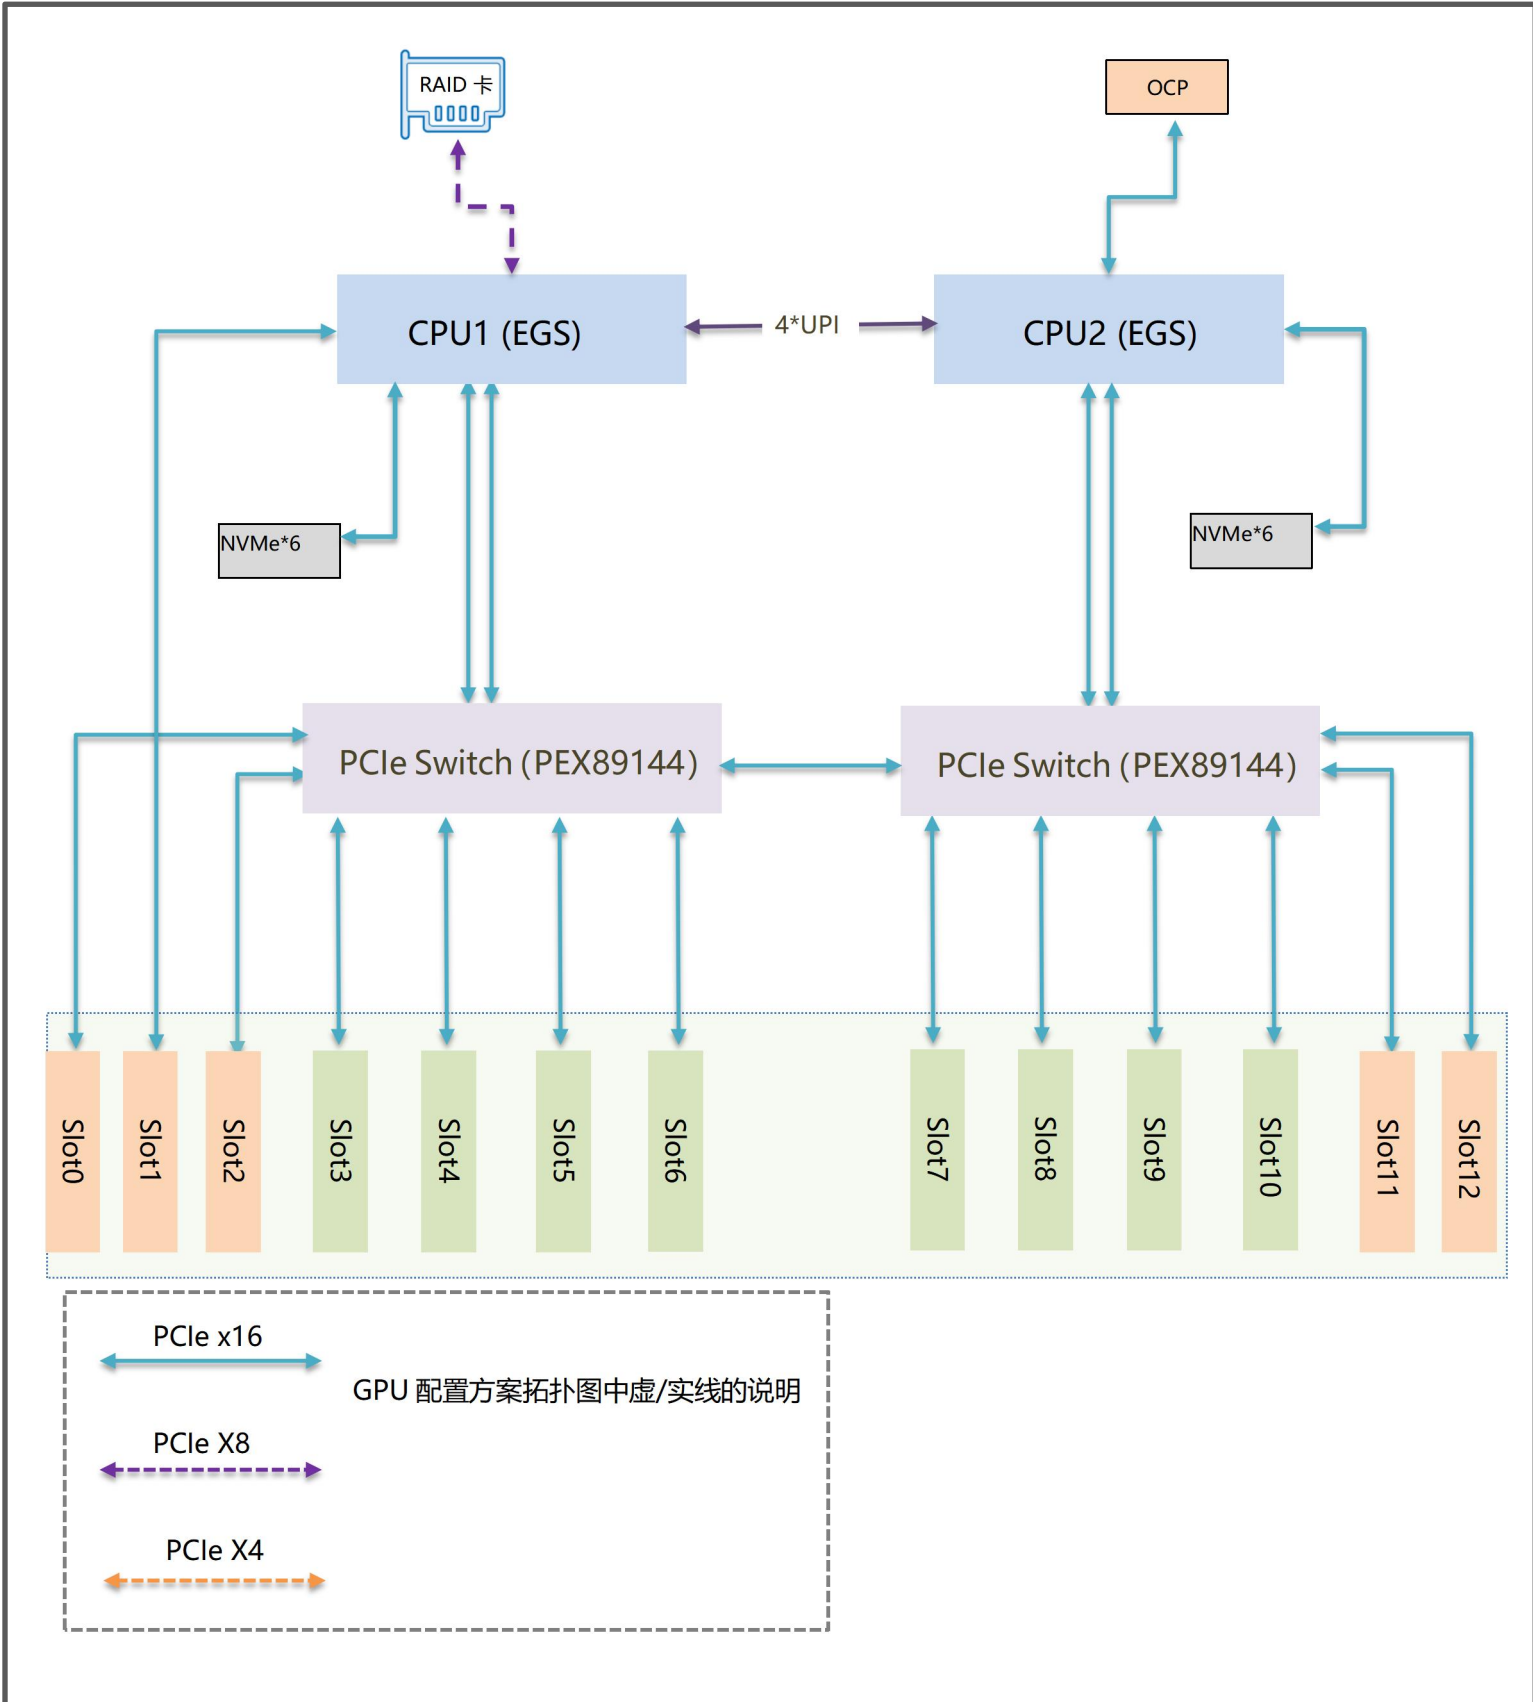 RAID 卡
OCP
CPU1 (EGS)
4*UPI
CPU2 (EGS)
NVMe*6
NVMe*6
PCIe Switch (PEX89144)
PCIe Switch (PEX89144)
Slot0
Slot1
Slot2
Slot3
Slot4
Slot5
Slot6
Slot7
Slot8
Slot9
Slot10
Slot11
Slot12
PCIe x16
GPU 配置方案拓扑图中虚/实线的说明
PCIe X8
PCIe X4